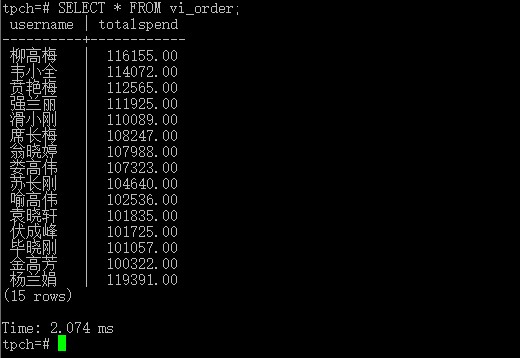 tpch=# SELECT * FROM vi_order;
 username | totalspend
----------+------------
 柳高梅   |  116155.00
 韦小全   |  114072.00
 贲艳梅   |  112565.00
 强兰丽   |  111925.00
 滑小刚   |  110089.00
 席长梅   |  108247.00
 翁晓婷   |  107988.00
 娄高伟   |  107323.00
 苏长刚   |  104640.00
 喻高伟   |  102536.00
 袁晓轩   |  101835.00
 伏成峰   |  101725.00
 毕晓刚   |  101057.00
 金高芳   |  100322.00
 杨兰娟   |  119391.00
(15 rows)
Time: 2.074 ms
tpch=#